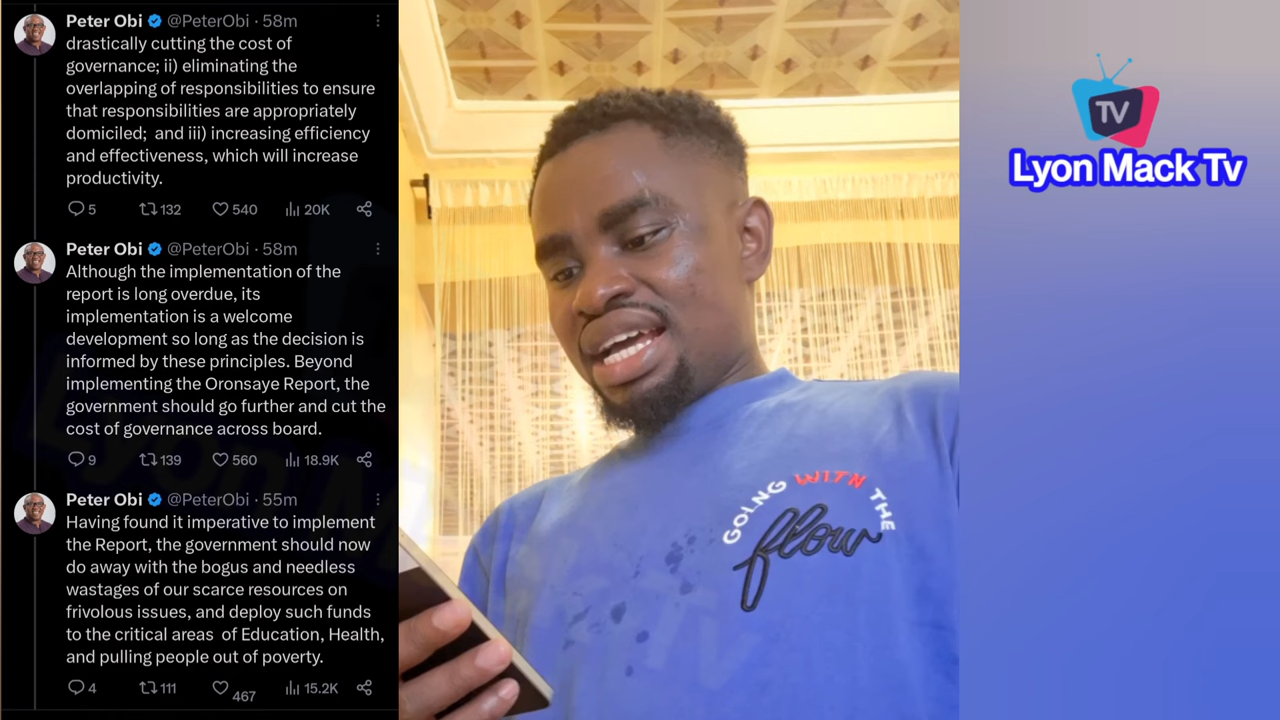 Peter Obi @PeterObi · 58m
drastically cutting the cost of
governance; ii) eliminating the
overlapping of responsibilities to ensure
that responsibilities are appropriately
domiciled;  and iii) increasing efficiency
and effectiveness, which will increase
productivity.
5 132 540 20K
Peter Obi @PeterObi · 58m
Although the implementation of the
report is long overdue, its
implementation is a welcome
development so long as the decision is
informed by these principles. Beyond
implementing the Oronsaye Report, the
government should go further and cut the
cost of governance across board.
9 139 560 18.9K
Peter Obi @PeterObi · 55m
Having found it imperative to implement
the Report, the government should now
do away with the bogus and needless
wastages of our scarce resources on
frivolous issues, and deploy such funds
to the critical areas  of Education, Health,
and pulling people out of poverty.
4 111 467 15.2K
GOING WITH THE
flow
TV
Lyon Mack Tv